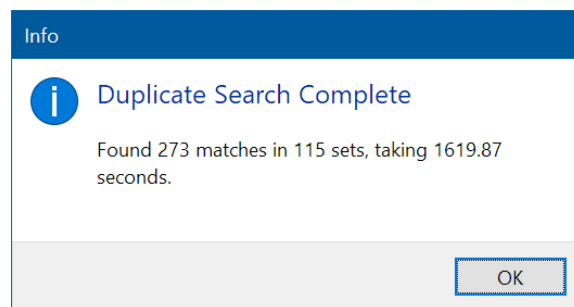 Info
Duplicate Search Complete
Found 273 matches in 115 sets, taking 1619.87
seconds.
OK